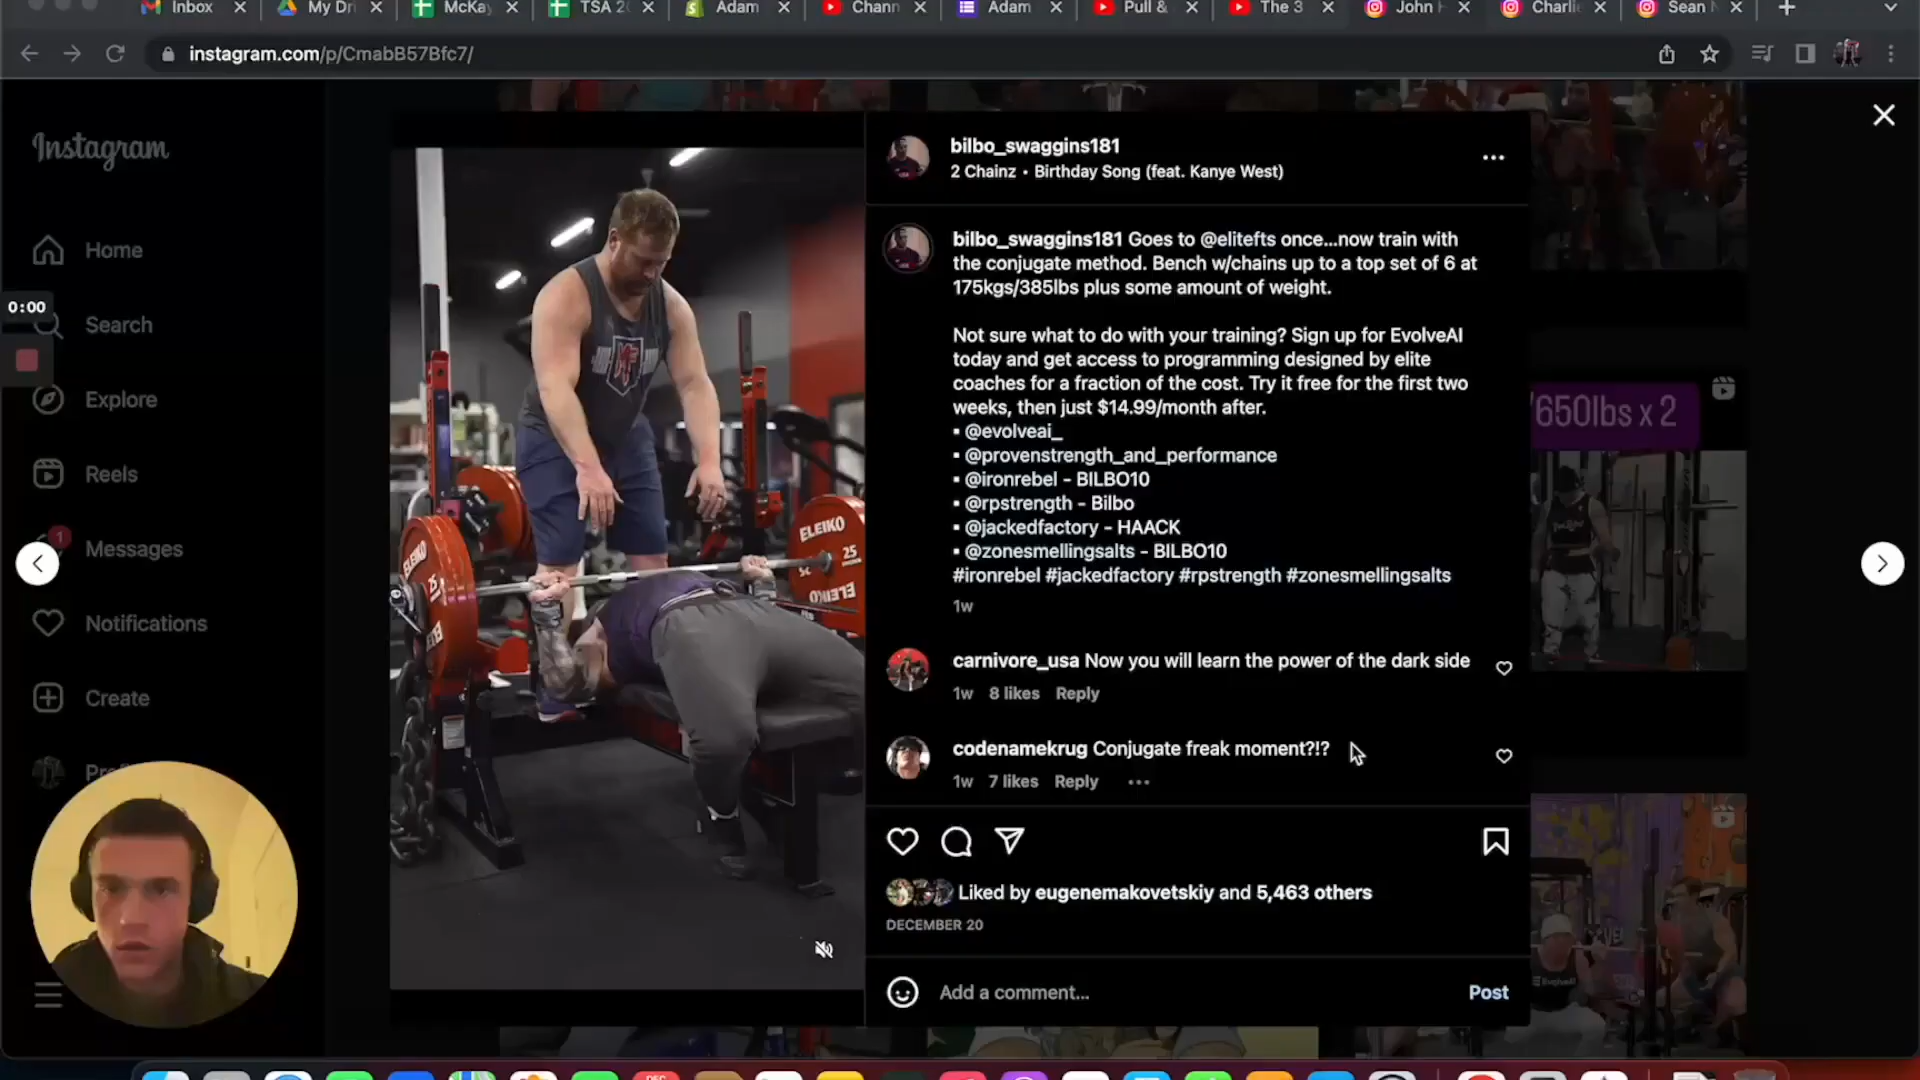 Inbox
My Dri
McKay
TSA 20
Adam
Chann
Adam
Pull &
The 3
John H
Charlie
Sean
instagram.com/p/CmabB57Bfc7/
Instagram
Home
0:00
Search
Explore
Reels
1
Messages
Notifications
Create
ELEIKO
25
ELEIKO
25
ELEIKO
bilbo_swaggins181
2 Chainz • Birthday Song (feat. Kanye West)
bilbo_swaggins181 Goes to @elitefts once...now train with
the conjugate method. Bench w/chains up to a top set of 6 at
175kgs/385lbs plus some amount of weight.
Not sure what to do with your training? Sign up for EvolveAI
today and get access to programming designed by elite
coaches for a fraction of the cost. Try it free for the first two
weeks, then just $14.99/month after.
▪ @evolveai_
▪ @provenstrength_and_performance
▪ @ironrebel - BILBO10
▪ @rpstrength - Bilbo
▪ @jackedfactory - HAACK
▪ @zonesmellingsalts - BILBO10
#ironrebel #jackedfactory #rpstrength #zonesmellingsalts
1w
carnivore_usa Now you will learn the power of the dark side
1w 8 likes Reply
codenamekrug Conjugate freak moment?!?
1w 7 likes Reply
Liked by eugenemakovetskiy and 5,463 others
DECEMBER 20
Add a comment...
Post
/650lbs x 2